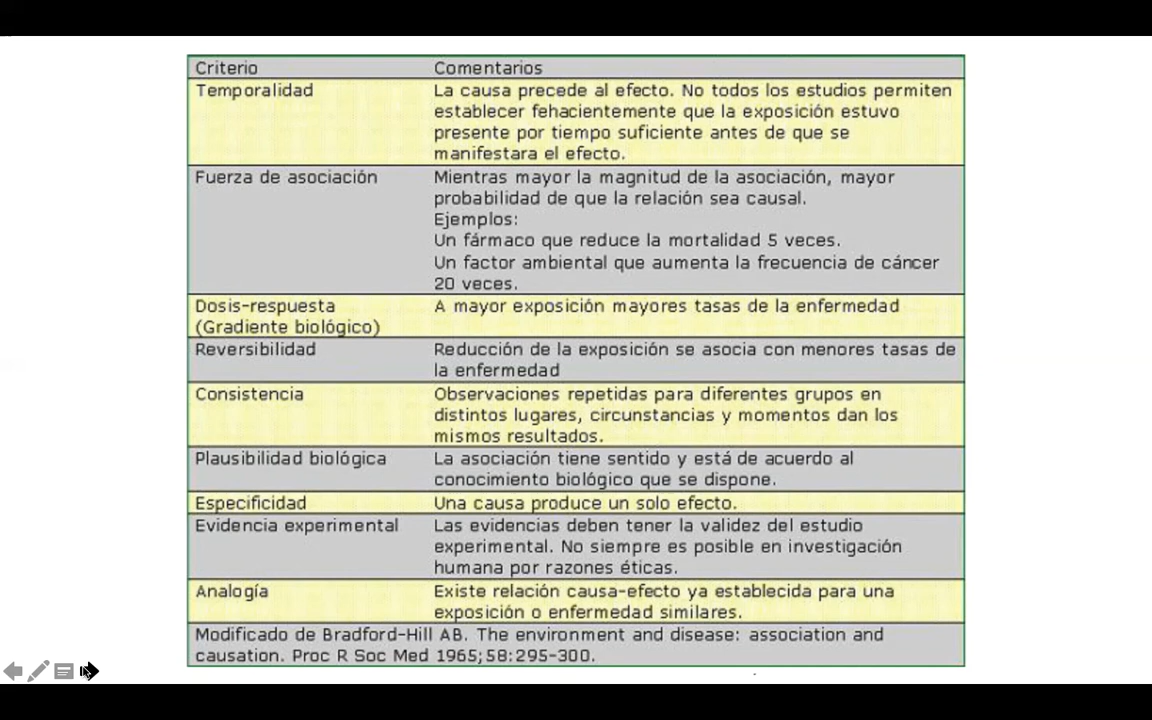 Criterio Comentarios
Temporalidad La causa precede al efecto. No todos los estudios permiten
establecer fehacientemente que la exposición estuvo
presente por tiempo suficiente antes de que se
manifestara el efecto.
Fuerza de asociación Mientras mayor la magnitud de la asociación, mayor
probabilidad de que la relación sea causal.
Ejemplos:
Un fármaco que reduce la mortalidad 5 veces.
Un factor ambiental que aumenta la frecuencia de cáncer
20 veces.
Dosis-respuesta A mayor exposición mayores tasas de la enfermedad
(Gradiente biológico)
Reversibilidad Reducción de la exposición se asocia con menores tasas de
la enfermedad
Consistencia Observaciones repetidas para diferentes grupos en
distintos lugares, circunstancias y momentos dan los
mismos resultados.
Plausibilidad biológica La asociación tiene sentido y está de acuerdo al
conocimiento biológico que se dispone.
Especificidad Una causa produce un solo efecto.
Evidencia experimental Las evidencias deben tener la validez del estudio
experimental. No siempre es posible en investigación
humana por razones éticas.
Analogía Existe relación causa-efecto ya establecida para una
exposición o enfermedad similares.
Modificado de Bradford-Hill AB. The environment and disease: association and
causation. Proc R Soc Med 1965;58:295-300.